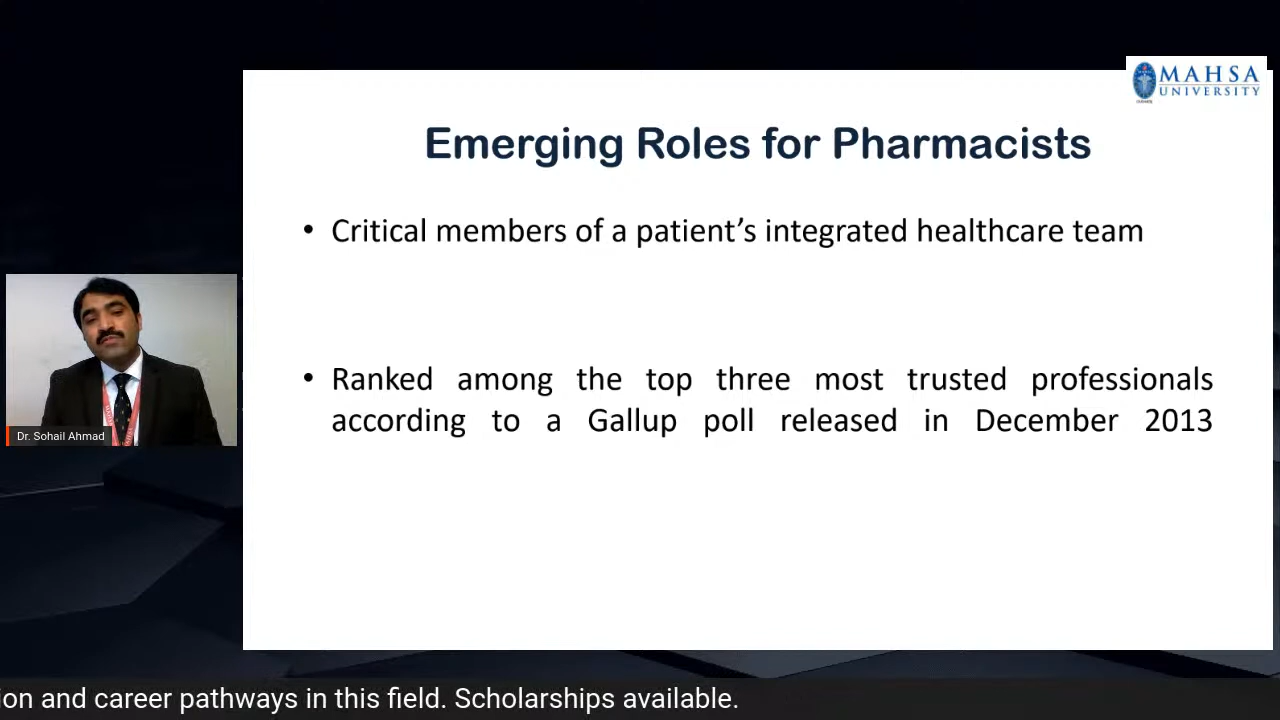 MAHSA
UNIVERSITY
Emerging Roles for Pharmacists
• Critical members of a patient’s integrated healthcare team
• Ranked among the top three most trusted professionals
according to a Gallup poll released in December 2013
Dr. Sohail Ahmad
ion and career pathways in this field. Scholarships available.